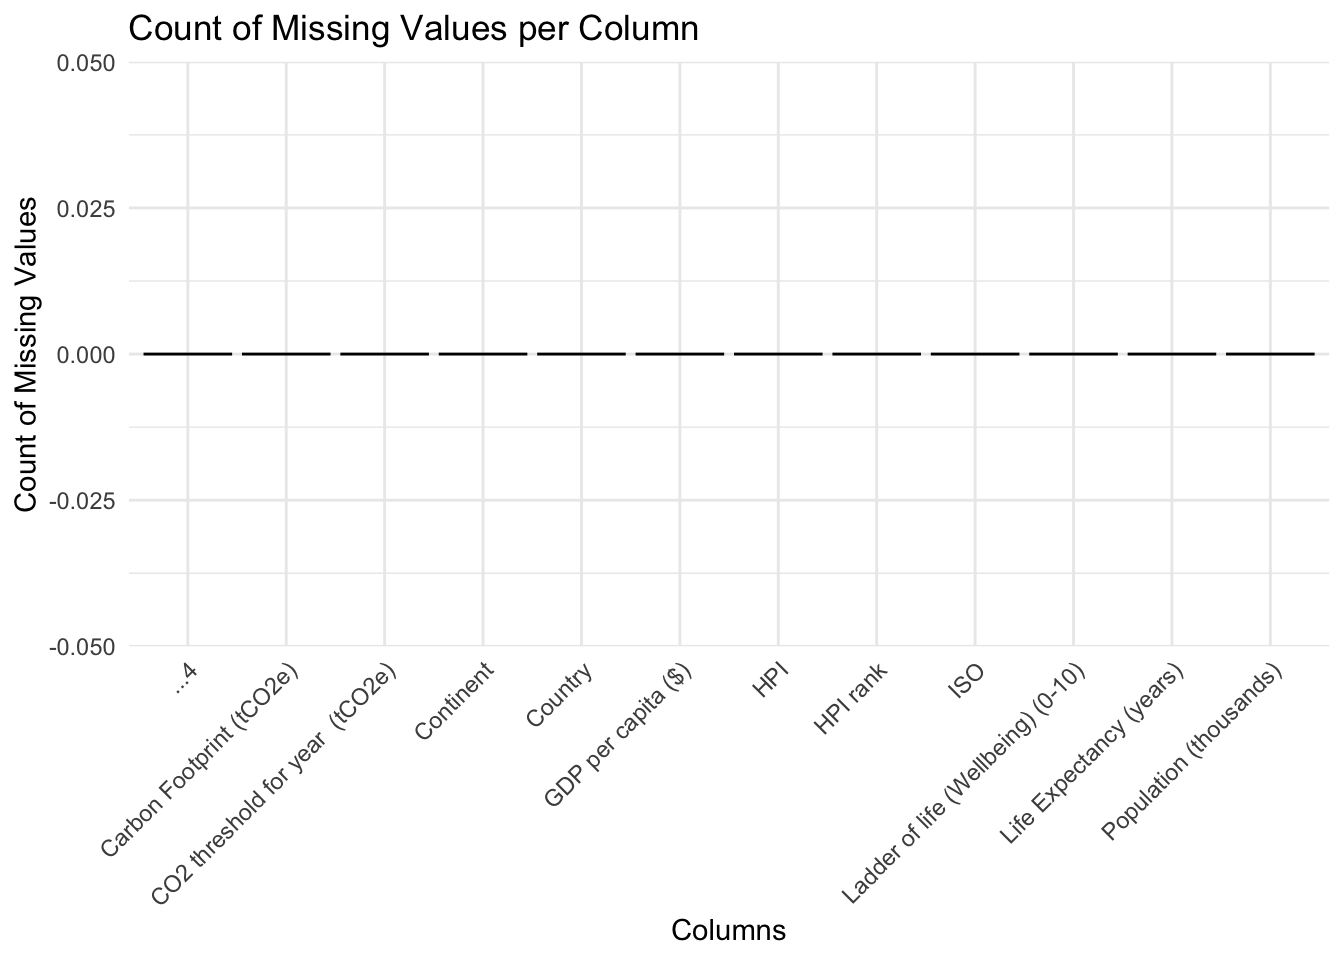 Count of Missing Values per Column
Count of Missing Values
0.050
0.025
0.000
-0.025
-0.050
...4
Carbon Footprint (tCO2e)
CO2 threshold for year  (tCO2e)
Continent
Country
GDP per capita ($)
HPI
HPI rank
ISO
Ladder of life (Wellbeing) (0-10)
Life Expectancy (years)
Population (thousands)
Columns